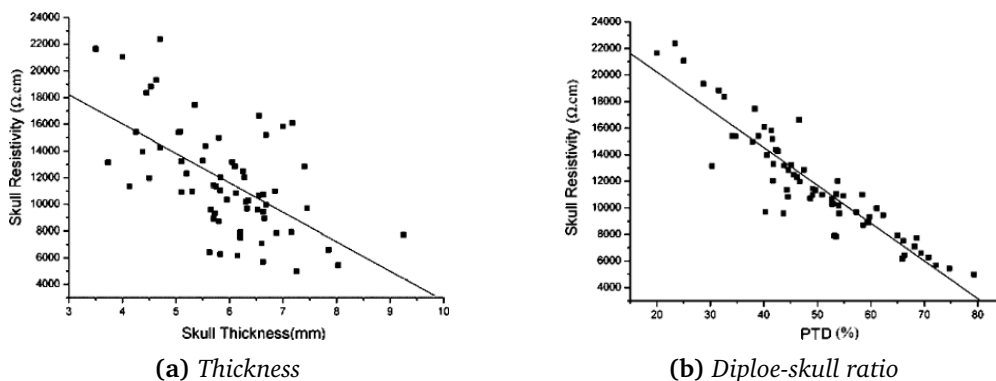 24000
22000
20000
18000
16000
14000
12000
10000
8000
6000
4000
Skull Resistivity (Ω.cm)
3 4 5 6 7 8 9 10
Skull Thickness(mm)
(a) Thickness
24000
22000
20000
18000
16000
14000
12000
10000
8000
6000
4000
Skull Resistivity (Ω.cm)
20 30 40 50 60 70 80
PTD (%)
(b) Diploe-skull ratio